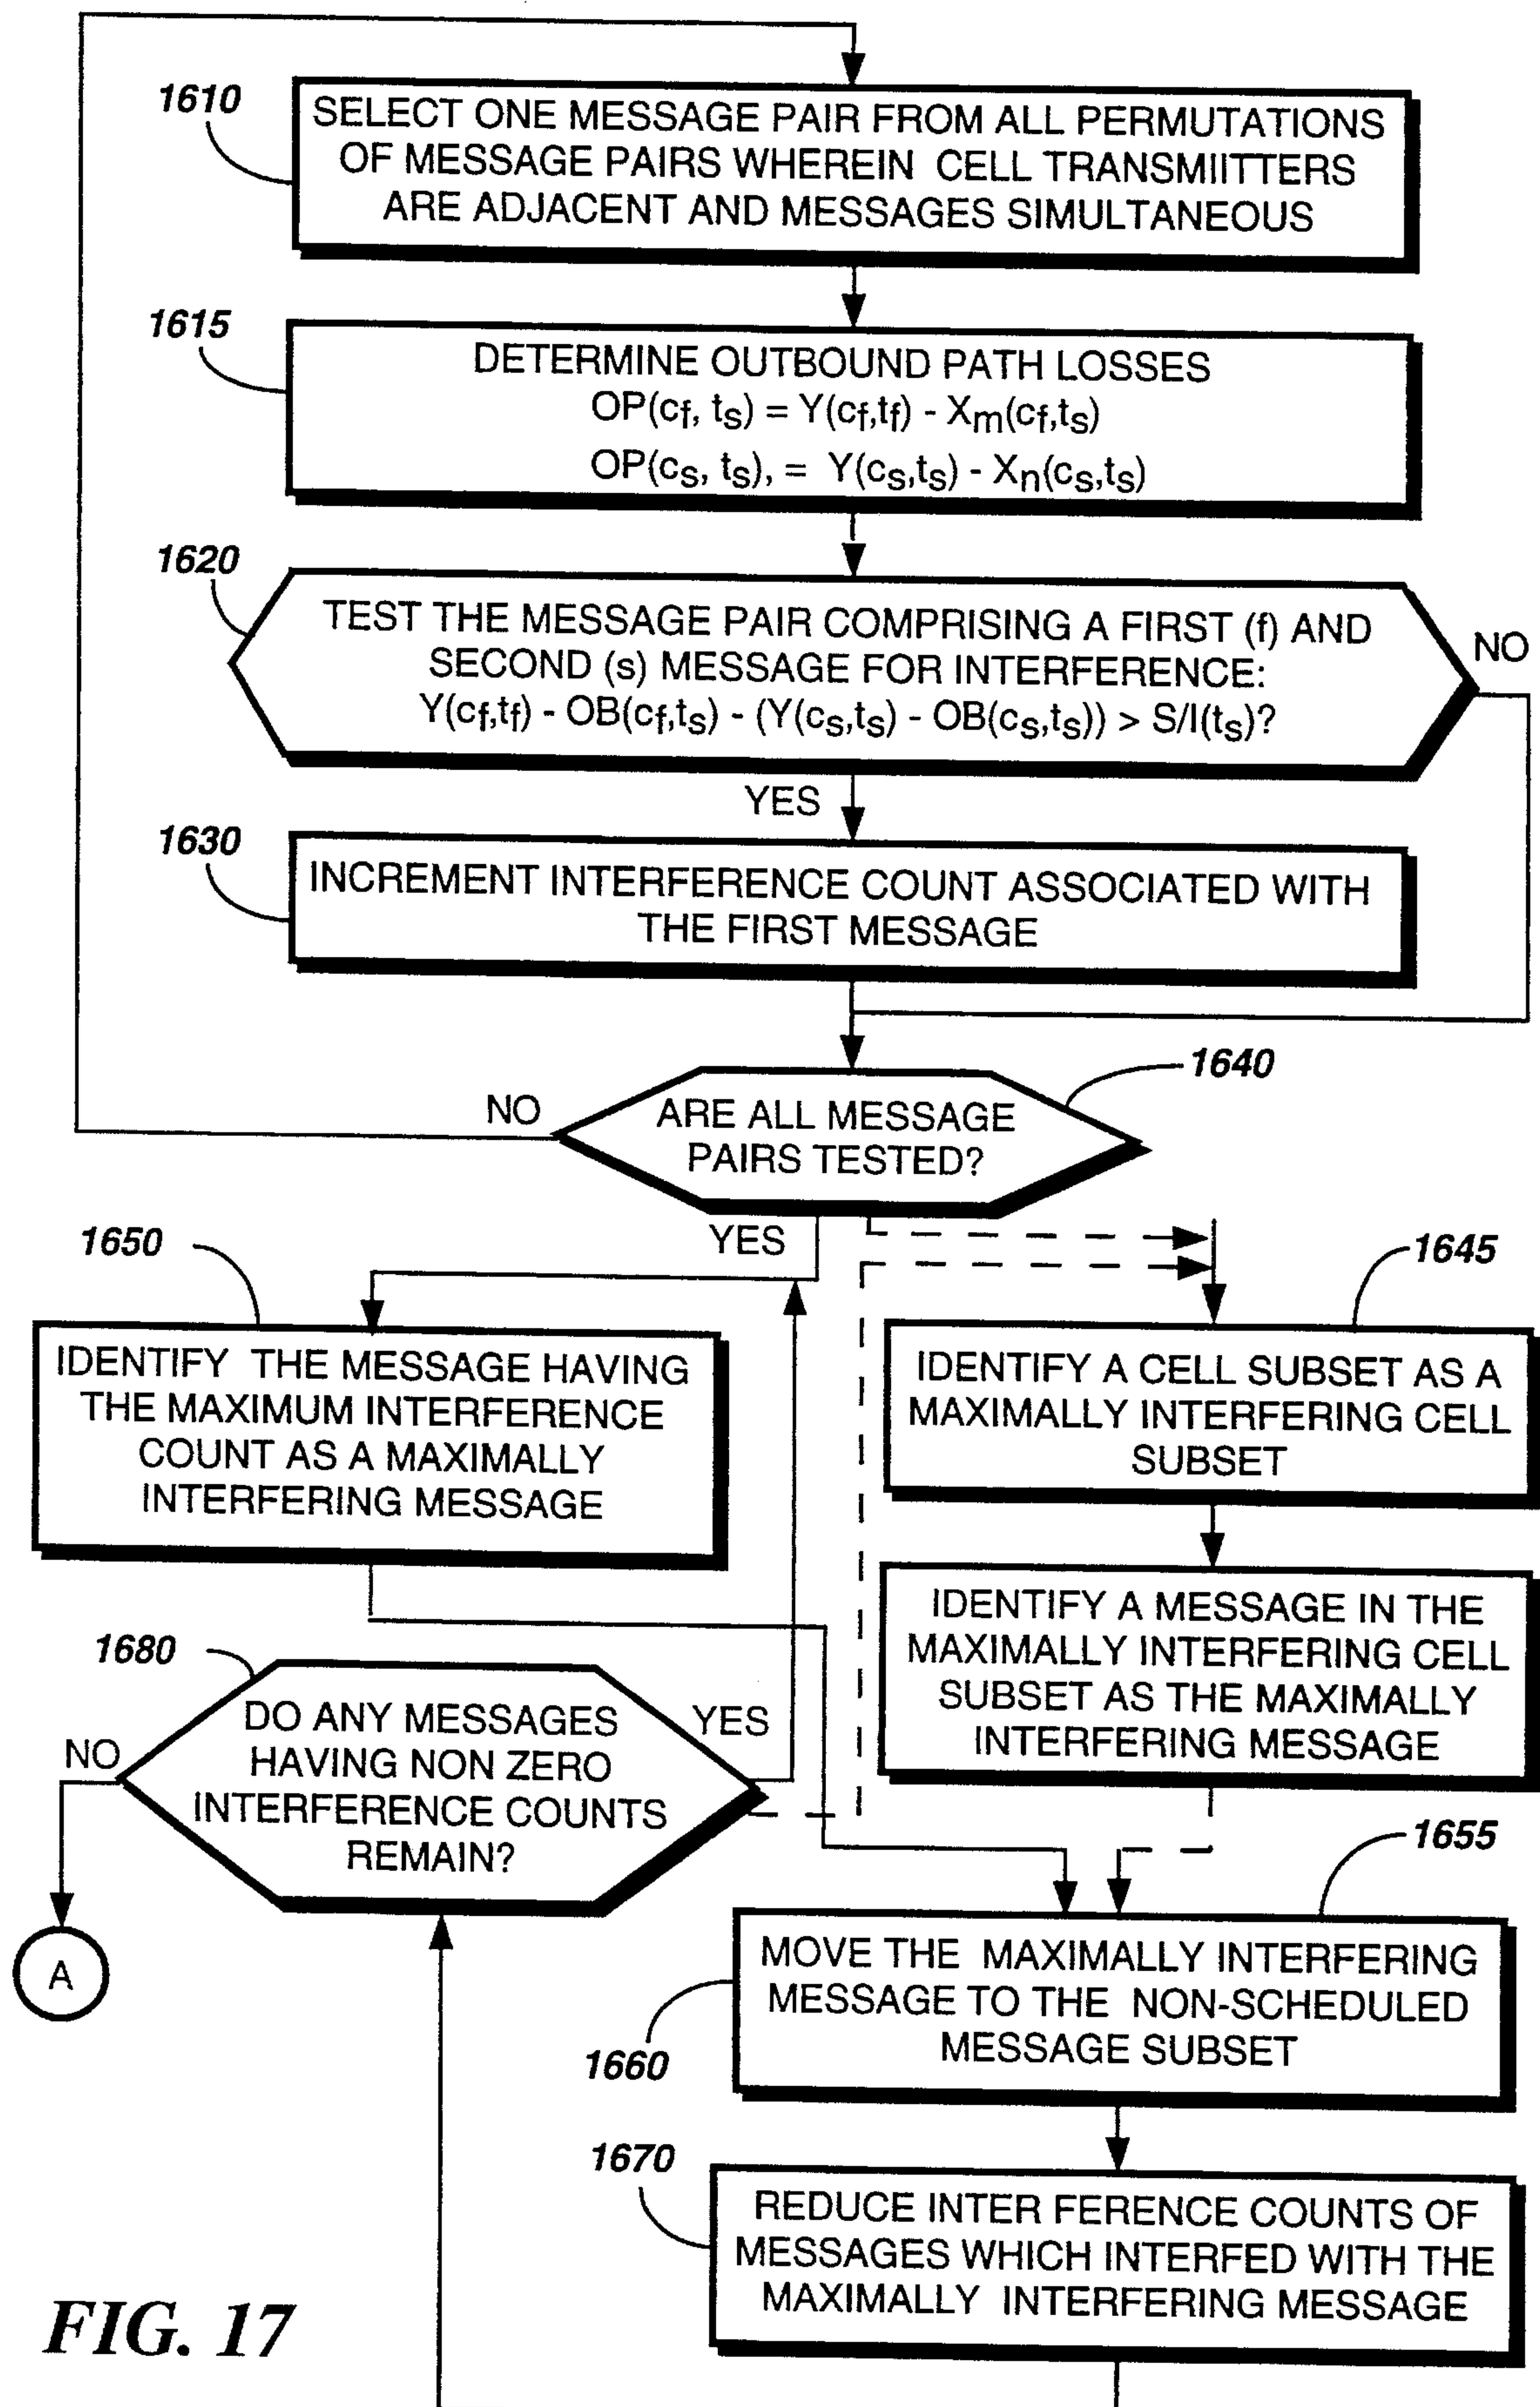 1610
SELECT ONE MESSAGE PAIR FROM ALL PERMUTATIONS
OF MESSAGE PAIRS WHEREIN CELL TRANSMIITTERS
ARE ADJACENT AND MESSAGES SIMULTANEOUS
1615
DETERMINE OUTBOUND PATH LOSSES
OP(cf, ts) = Y(cf,tf) - Xm(cf,ts)
OP(cs, ts), = Y(cs,ts) - Xn(cs,ts)
1620
TEST THE MESSAGE PAIR COMPRISING A FIRST (f) AND
SECOND (s) MESSAGE FOR INTERFERENCE:
Y(cf,tf) - OB(cf,ts) - (Y(cs,ts) - OB(cs,ts)) > S/I(ts)?
NO
YES
1630
INCREMENT INTERFERENCE COUNT ASSOCIATED WITH
THE FIRST MESSAGE
1640
NO
ARE ALL MESSAGE
PAIRS TESTED?
YES
1650
IDENTIFY THE MESSAGE HAVING
THE MAXIMUM INTERFERENCE
COUNT AS A MAXIMALLY
INTERFERING MESSAGE
1645
IDENTIFY A CELL SUBSET AS A
MAXIMALLY INTERFERING CELL
SUBSET
IDENTIFY A MESSAGE IN THE
MAXIMALLY INTERFERING CELL
SUBSET AS THE MAXIMALLY
INTERFERING MESSAGE
1680
DO ANY MESSAGES
HAVING NON ZERO
INTERFERENCE COUNTS
REMAIN?
YES
NO
A
1655
MOVE THE MAXIMALLY INTERFERING
MESSAGE TO THE NON-SCHEDULED
MESSAGE SUBSET
1660
1670
REDUCE INTER FERENCE COUNTS OF
MESSAGES WHICH INTERFED WITH THE
MAXIMALLY INTERFERING MESSAGE
FIG. 17